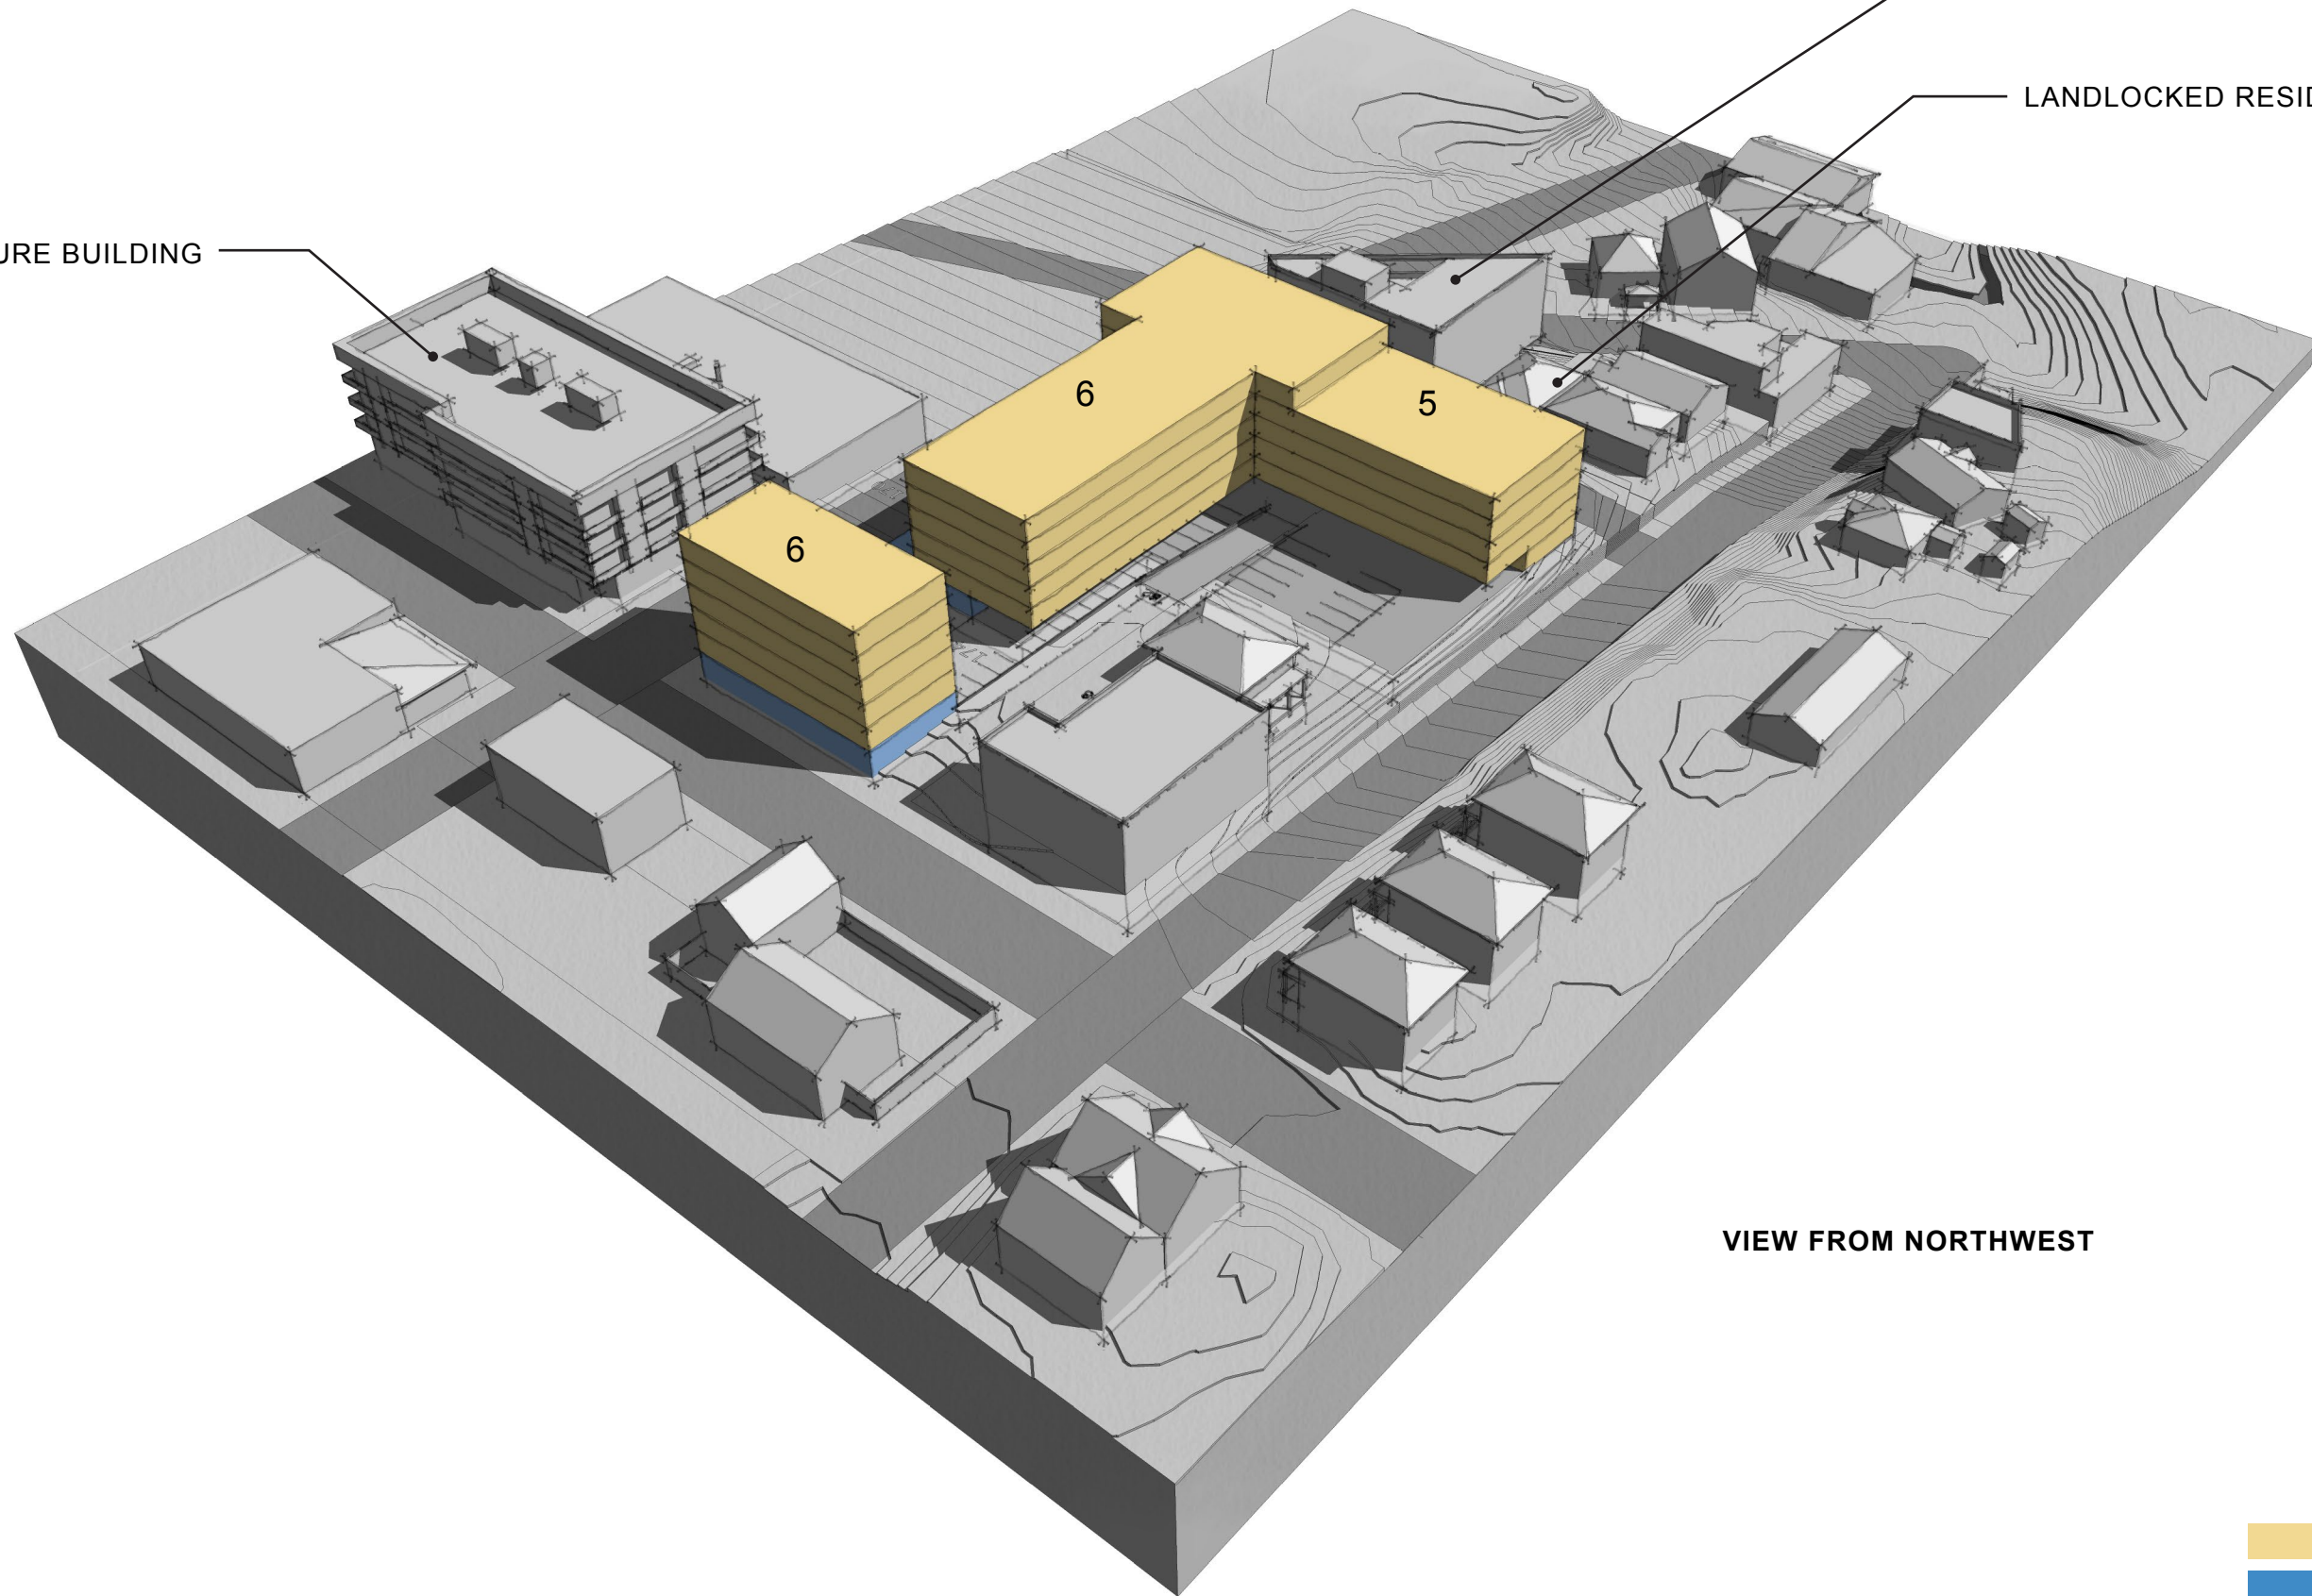 LANDLOCKED RESID
URE BUILDING
6
5
6
VIEW FROM NORTHWEST